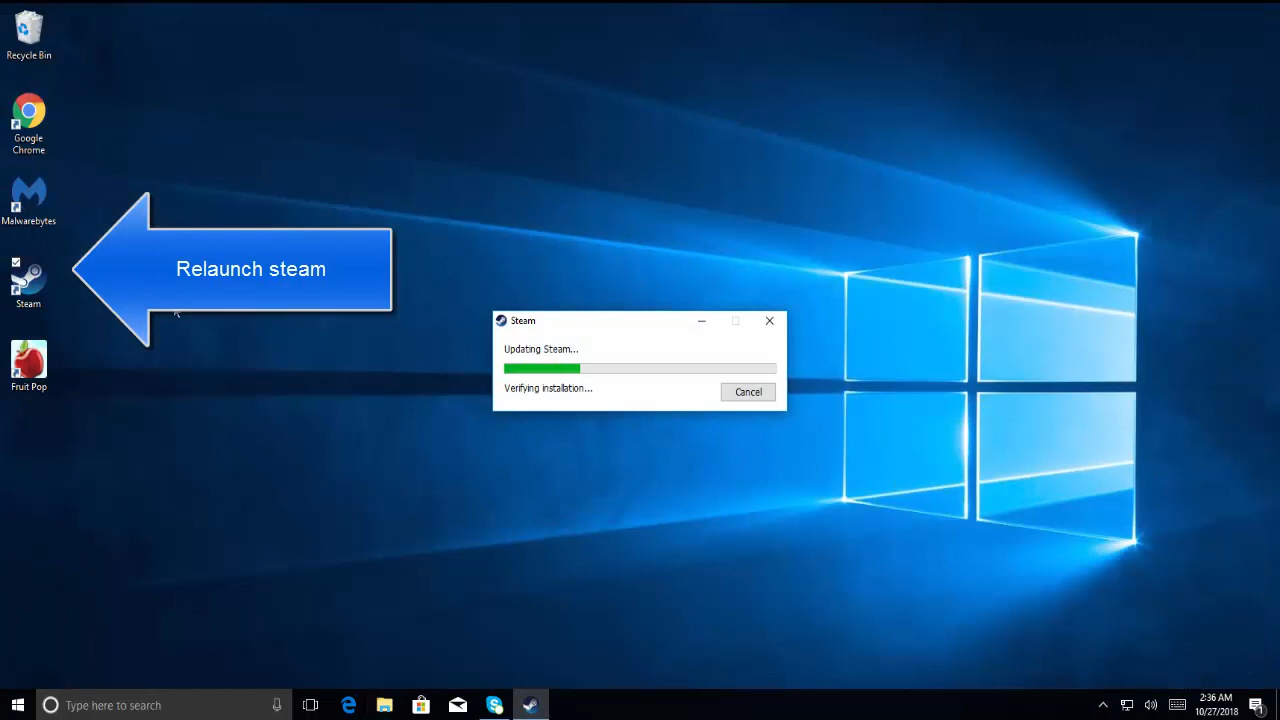 Recycle Bin
Google
Chrome
Malwarebytes
Relaunch steam
Steam
Fruit Pop
Steam
Updating Steam...
Verifying installation...
Cancel
Type here to search
2:36 AM
10/27/2018
1